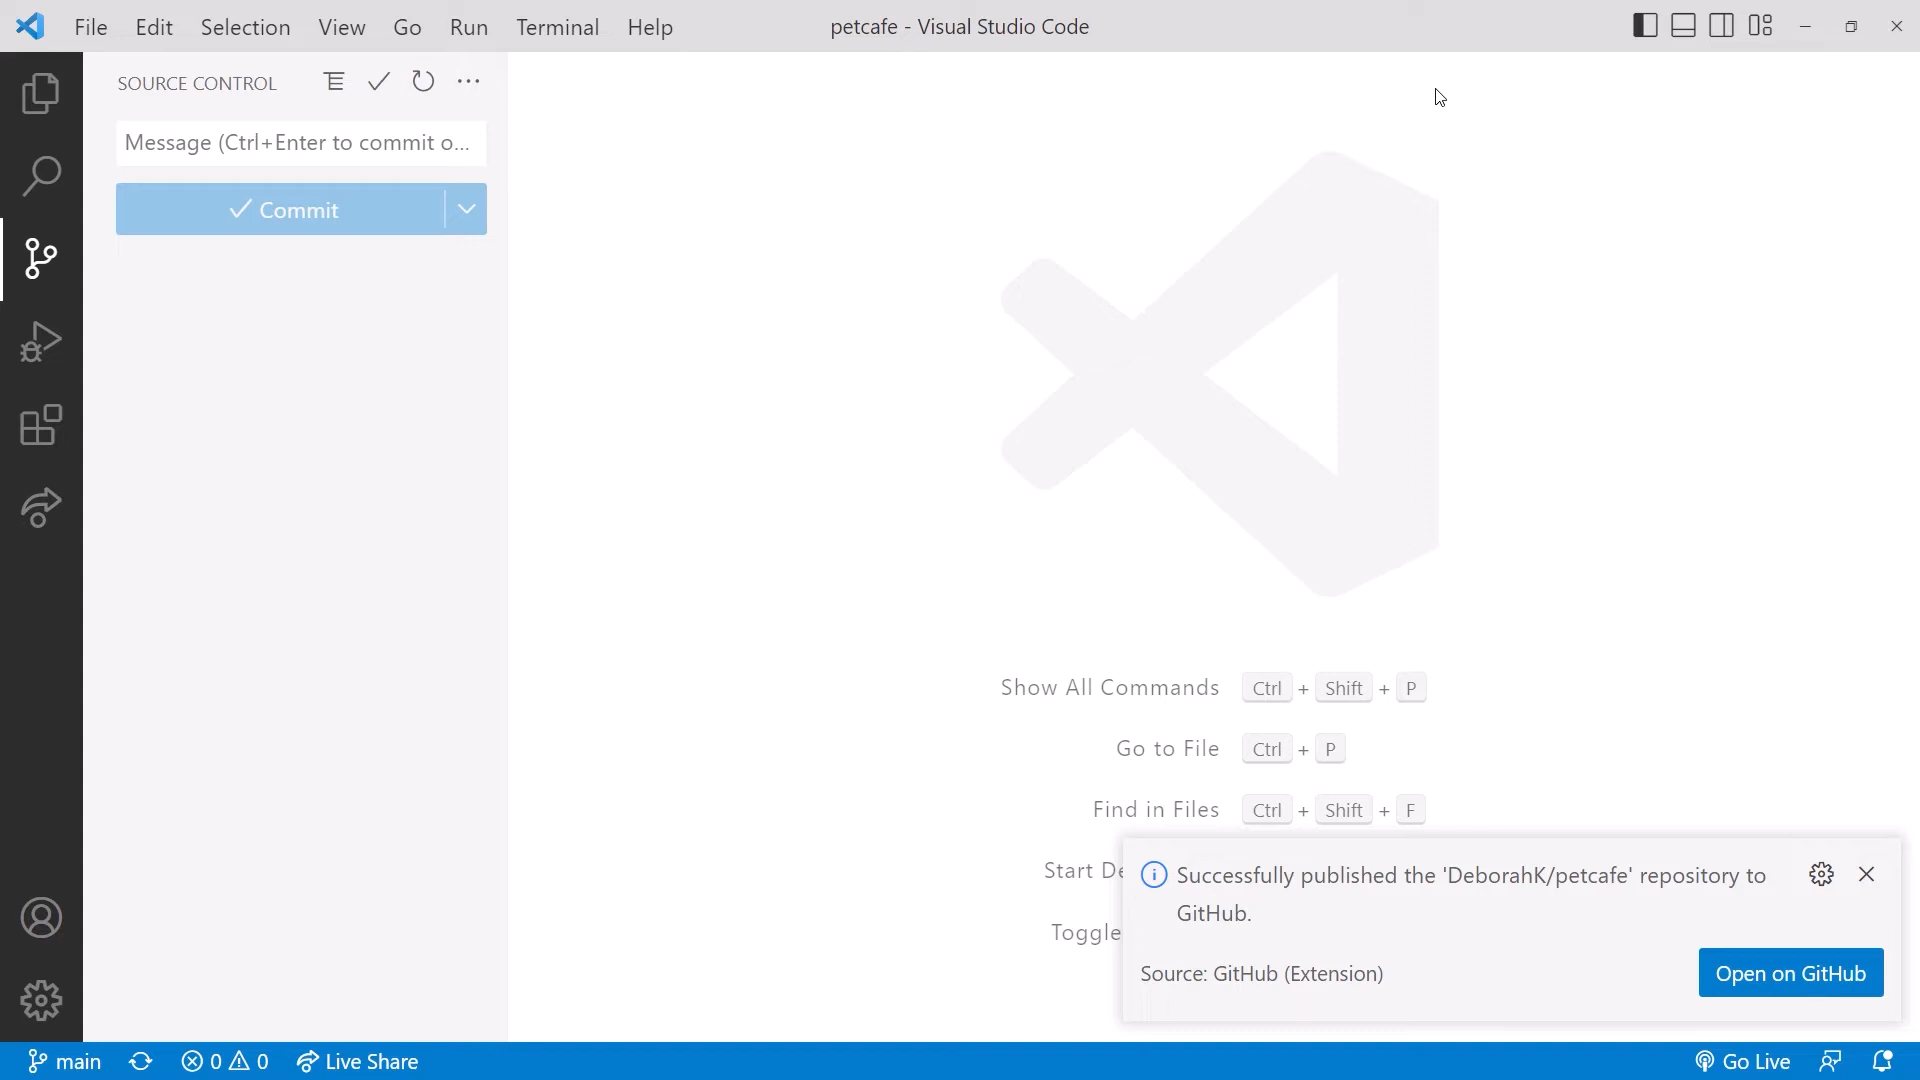 File Edit Selection View Go Run Terminal Help
petcafe - Visual Studio Code
SOURCE CONTROL
Message (Ctrl+Enter to commit o...
Commit
Show All Commands Ctrl + Shift + P
Go to File Ctrl + P
Find in Files Ctrl + Shift + F
Start De
Toggle
Successfully published the 'DeborahK/petcafe' repository to
GitHub.
Source: GitHub (Extension)
Open on GitHub
main 0 0 Live Share
Go Live